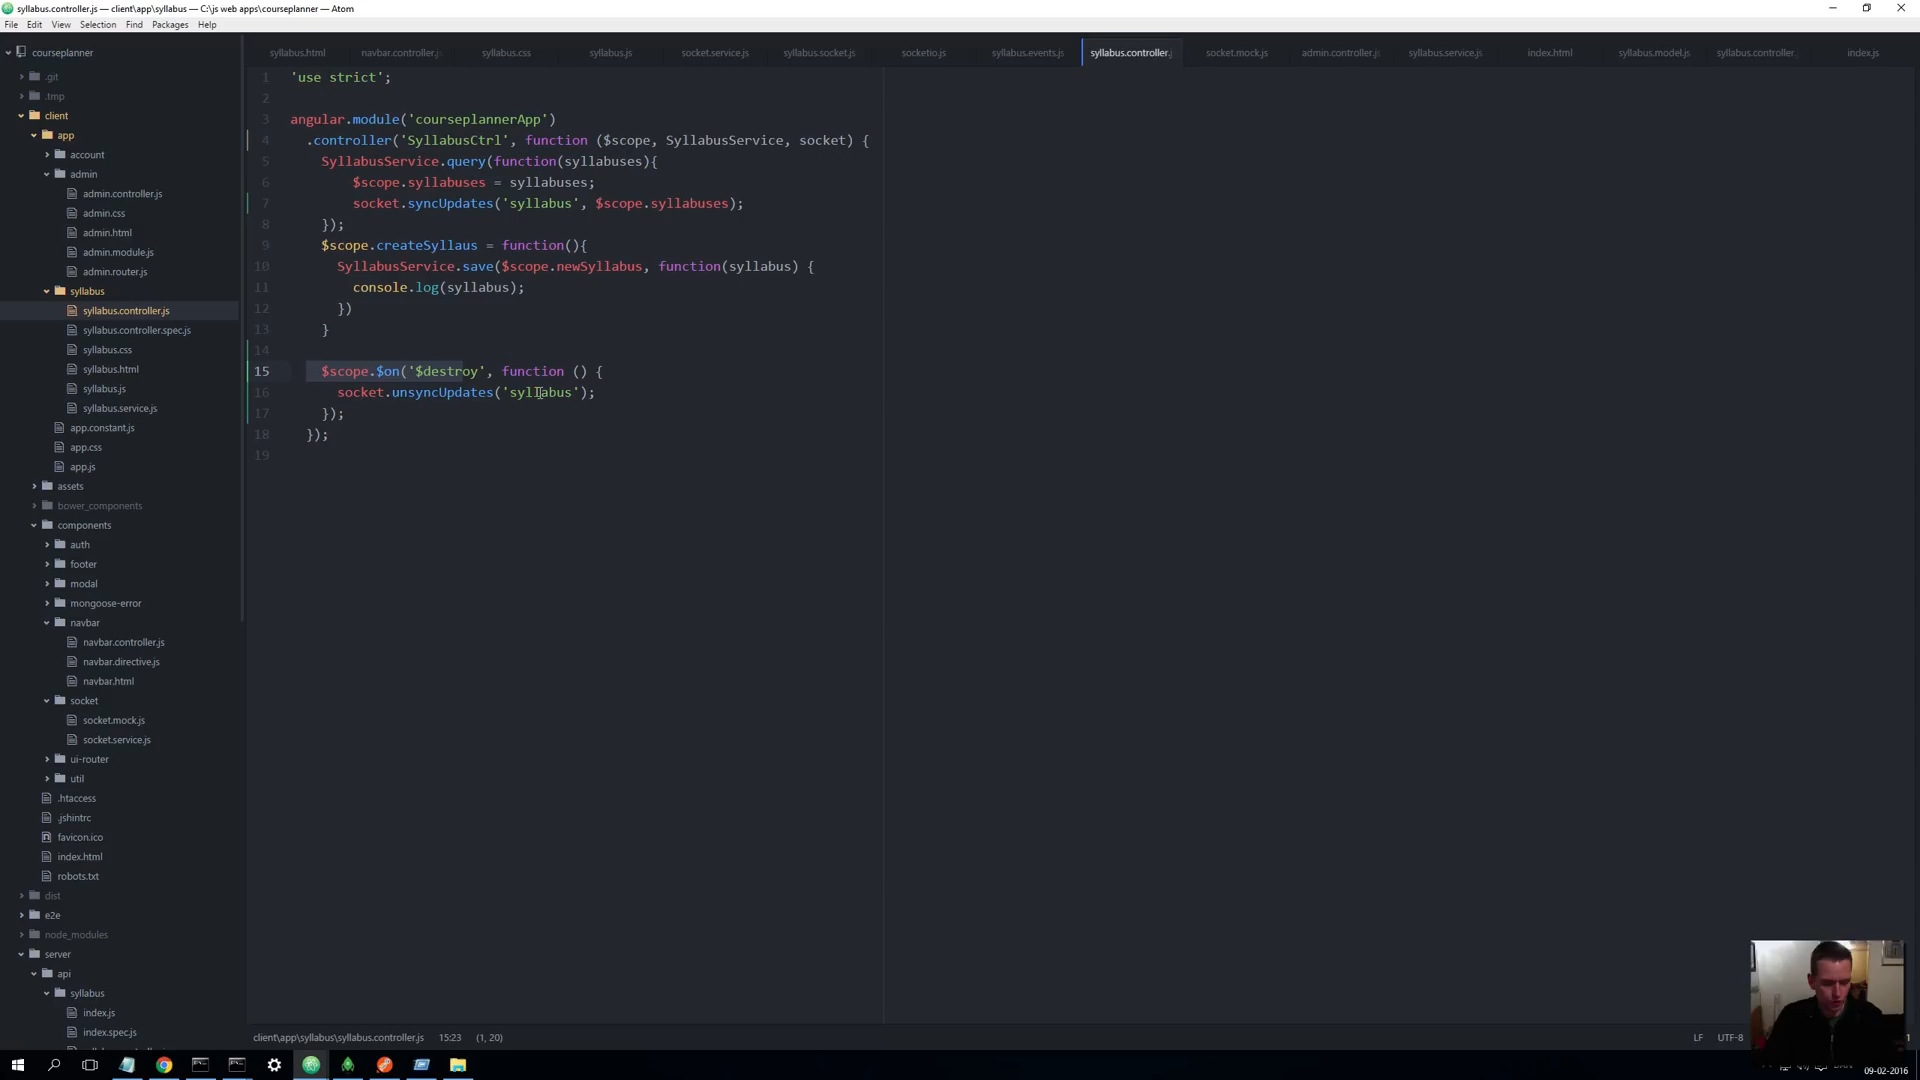 syllabus.controller.js — client\app\syllabus — C:\js web apps\courseplanner — Atom
File Edit View Selection Find Packages Help
courseplanner
.git
.tmp
client
app
account
admin
admin.controller.js
admin.css
admin.html
admin.module.js
admin.router.js
syllabus
syllabus.controller.js
syllabus.controller.spec.js
syllabus.css
syllabus.html
syllabus.js
syllabus.service.js
app.constant.js
app.css
app.js
assets
bower_components
components
auth
footer
modal
mongoose-error
navbar
navbar.controller.js
navbar.directive.js
navbar.html
socket
socket.mock.js
socket.service.js
ui-router
util
.htaccess
.jshintrc
favicon.ico
index.html
robots.txt
dist
e2e
node_modules
server
api
syllabus
index.js
index.spec.js
syllabus.html navbar.controller.js syllabus.css syllabus.js socket.service.js syllabus.socket.js socketio.js syllabus.events.js syllabus.controller. socket.mock.js admin.controller.js syllabus.service.js index.html syllabus.model.js syllabus.controller. index.js
1 'use strict';
2
3 angular.module('courseplannerApp')
4 .controller('SyllabusCtrl', function ($scope, SyllabusService, socket) {
5 SyllabusService.query(function(syllabuses){
6 $scope.syllabuses = syllabuses;
7 socket.syncUpdates('syllabus', $scope.syllabuses);
8 });
9 $scope.createSyllaus = function(){
10 SyllabusService.save($scope.newSyllabus, function(syllabus) {
11 console.log(syllabus);
12 })
13 }
14
15 $scope.$on('$destroy', function () {
16 socket.unsyncUpdates('syllabus');
17 });
18 });
19
client\app\syllabus\syllabus.controller.js 15:23 (1, 20) LF UTF-8
09-02-2016